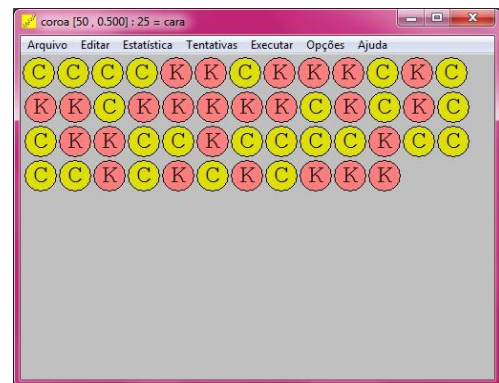 coroa [50 , 0.500] : 25 = cara
Arquivo Editar Estatística Tentativas Executar Opções Ajuda
C C C C K K C K K K C K C
K K C K K K K K C K C K C
C K K C C K C C C C K C C
C C K C K C K C K K K